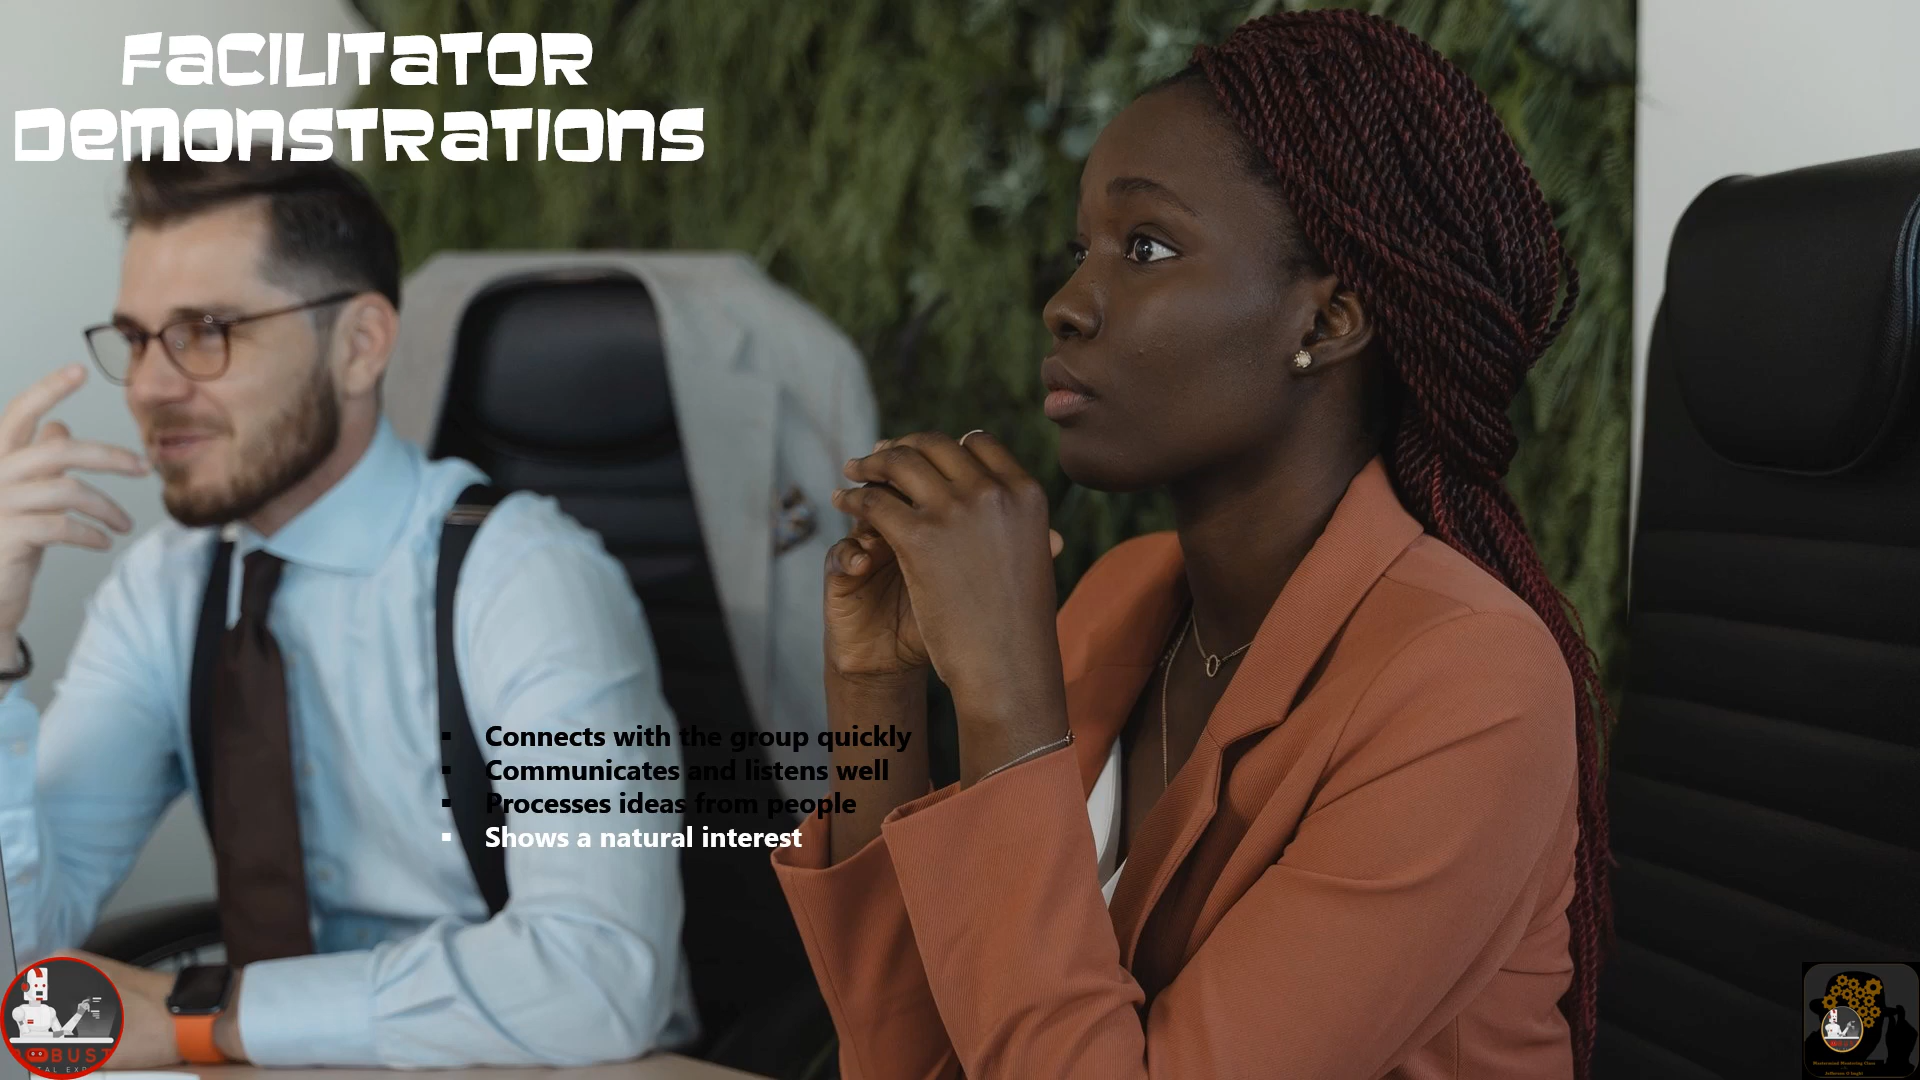 FaCILITaTOR
DemONSTRaTIONS
▪ Connects with the group quickly
▪ Communicates and listens well
▪ Processes ideas from people
▪ Shows a natural interest